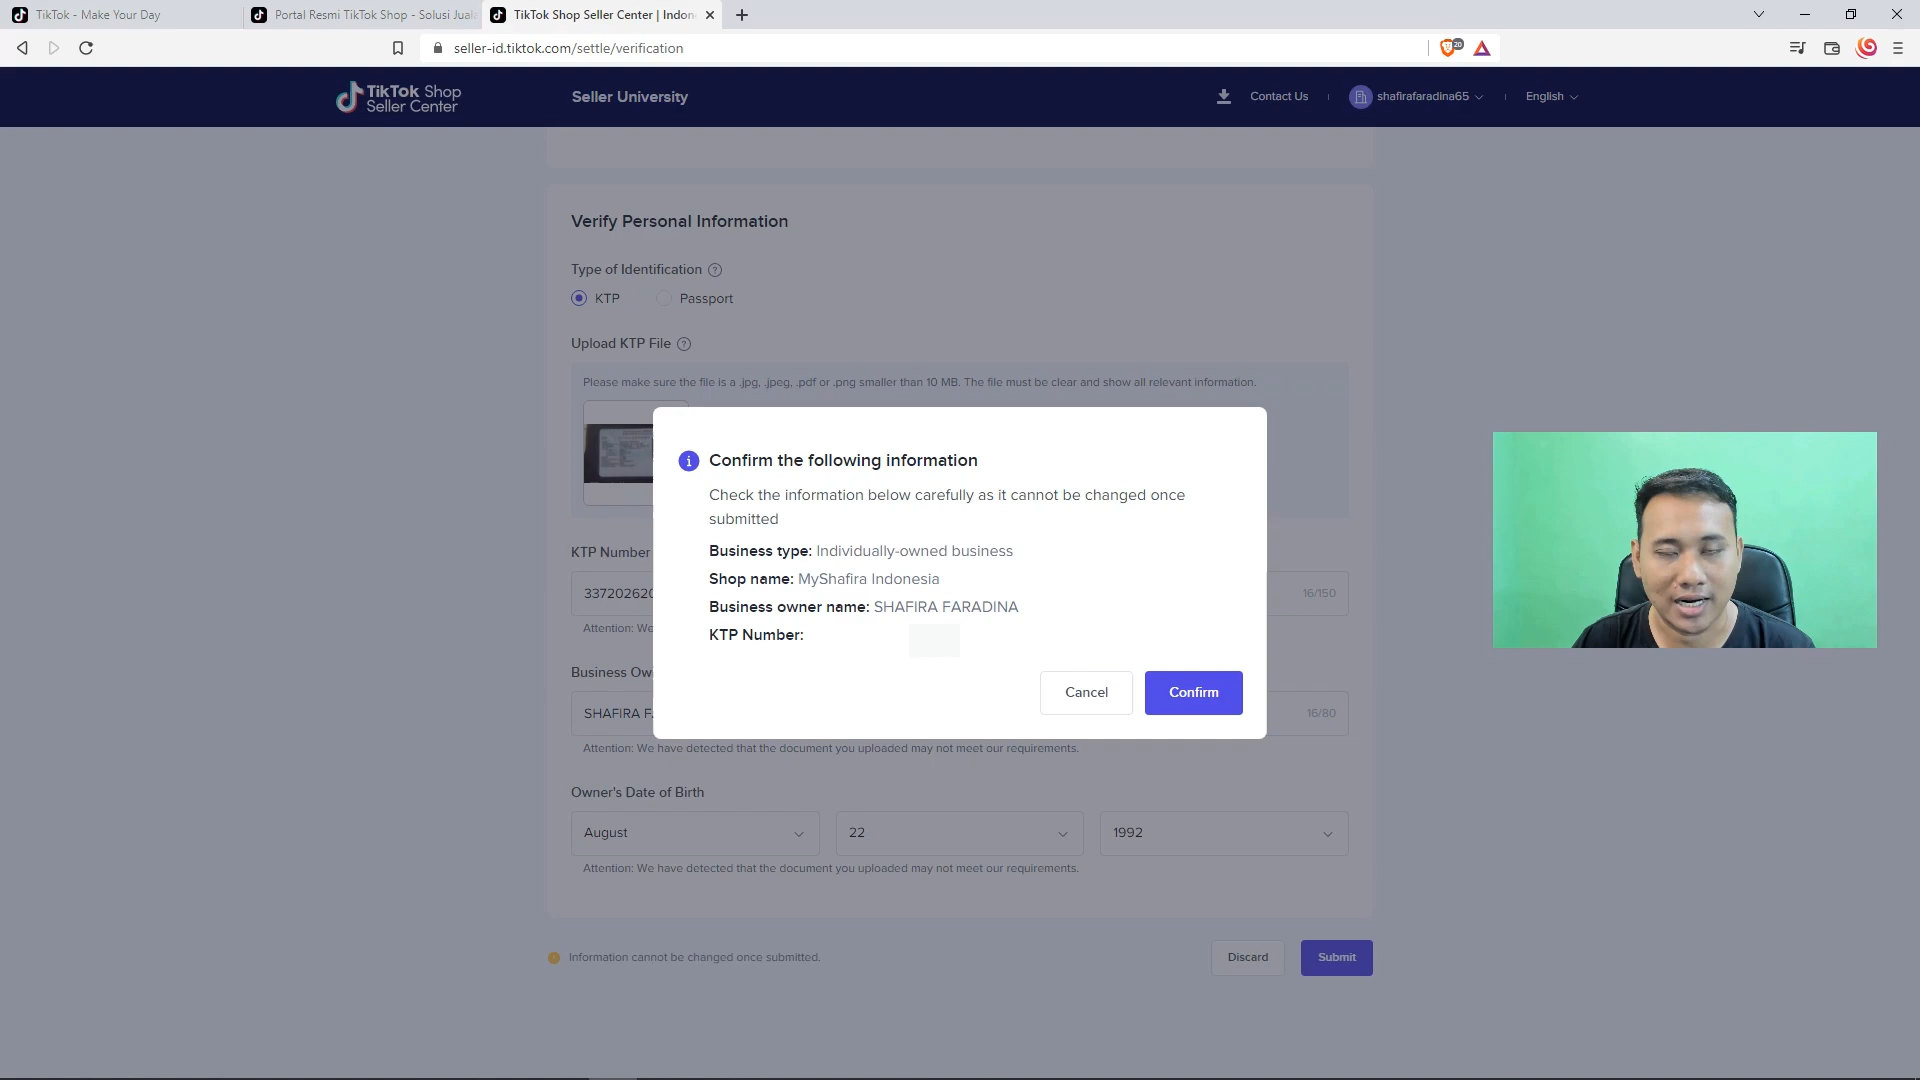 TikTok - Make Your Day
Portal Resmi TikTok Shop - Solusi Juala
TikTok Shop Seller Center | Indon
seller-id.tiktok.com/settle/verification
20
TikTok Shop
Seller Center
Seller University
Contact Us
shafirafaradina65
English
Verify Personal Information
Type of Identification
KTP
Passport
Upload KTP File
Please make sure the file is a .jpg, .jpeg, .pdf or .png smaller than 10 MB. The file must be clear and show all relevant information.
Confirm the following information
Check the information below carefully as it cannot be changed once
submitted
Business type: Individually-owned business
Shop name: MyShafira Indonesia
Business owner name: SHAFIRA FARADINA
KTP Number:
Cancel
Confirm
KTP Number
337202620
16/150
Attention: We
Business Ow
SHAFIRA F
16/80
Attention: We have detected that the document you uploaded may not meet our requirements.
Owner's Date of Birth
August
22
1992
Attention: We have detected that the document you uploaded may not meet our requirements.
Information cannot be changed once submitted.
Discard
Submit